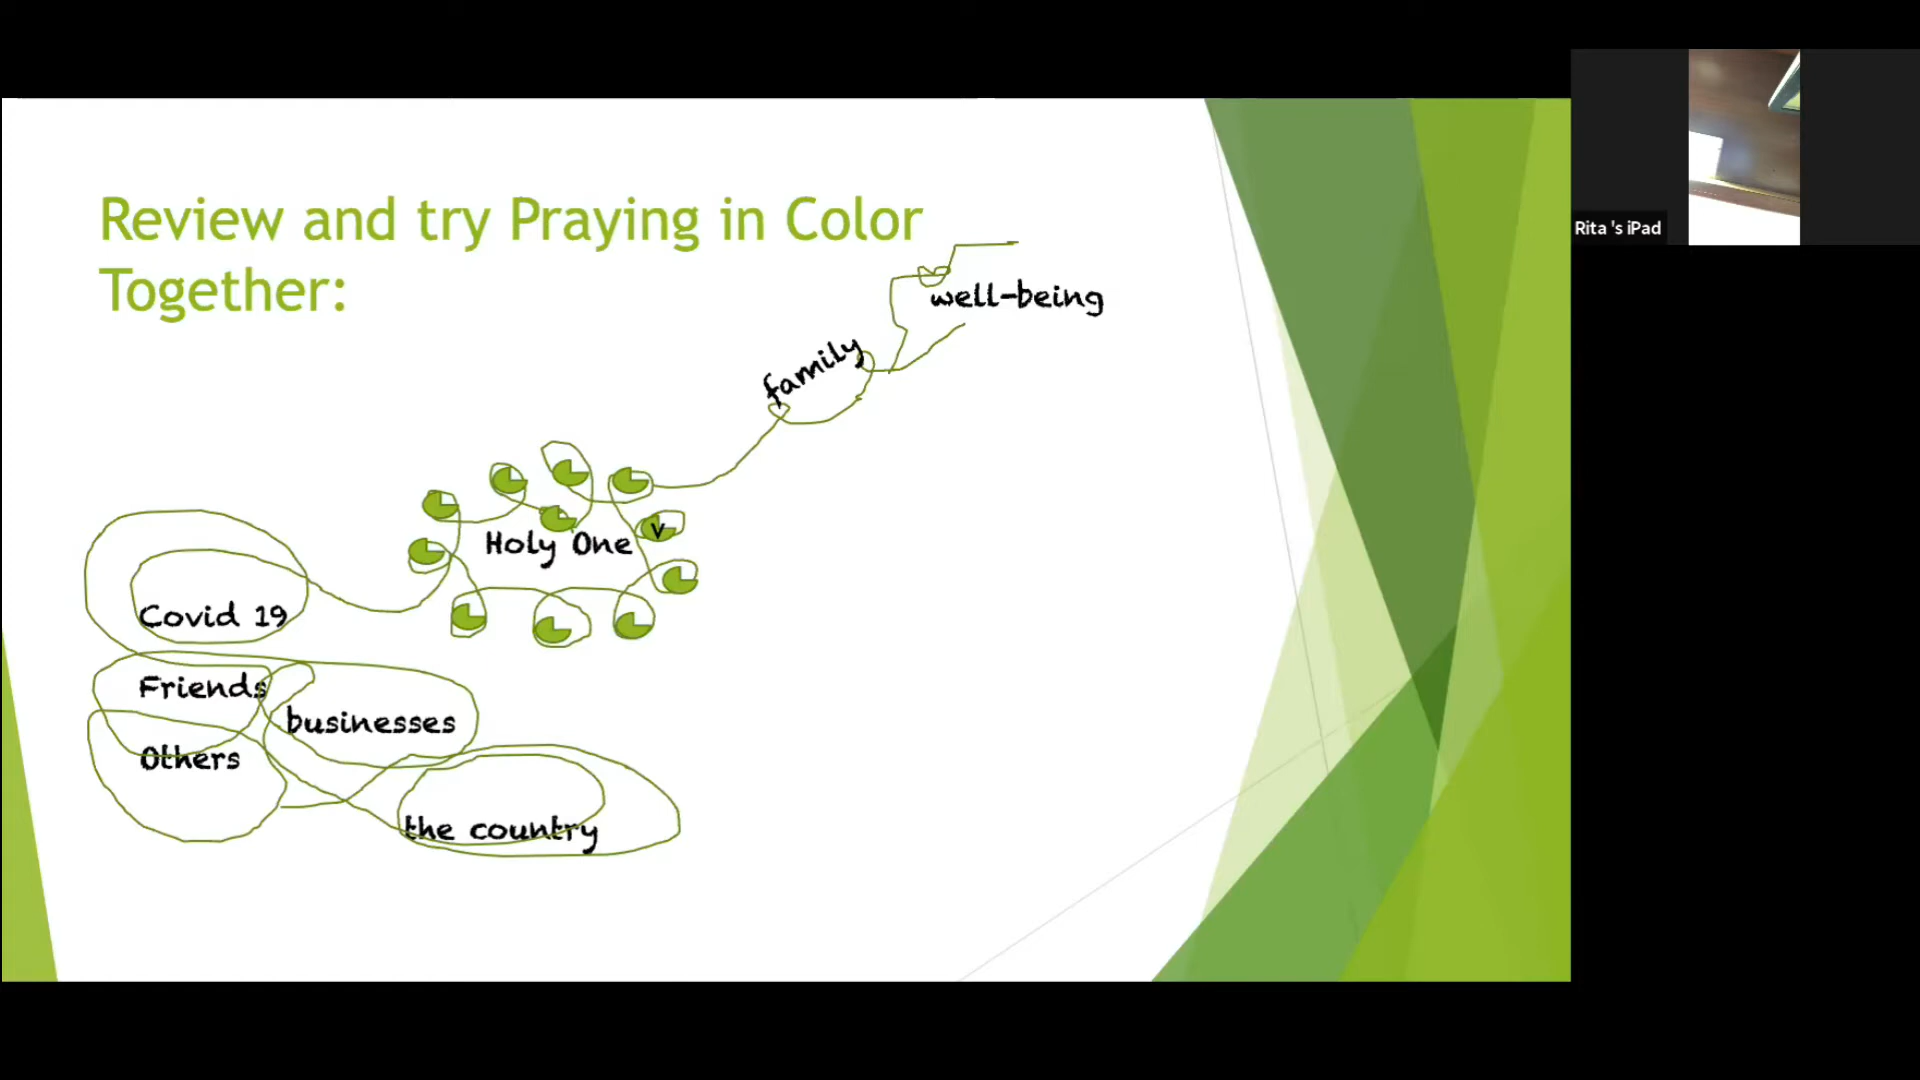 Review and try Praying in Color
Together:
Rita 's iPad
well-being
family
Holy One
v
Covid 19
Friends
businesses
Others
the country